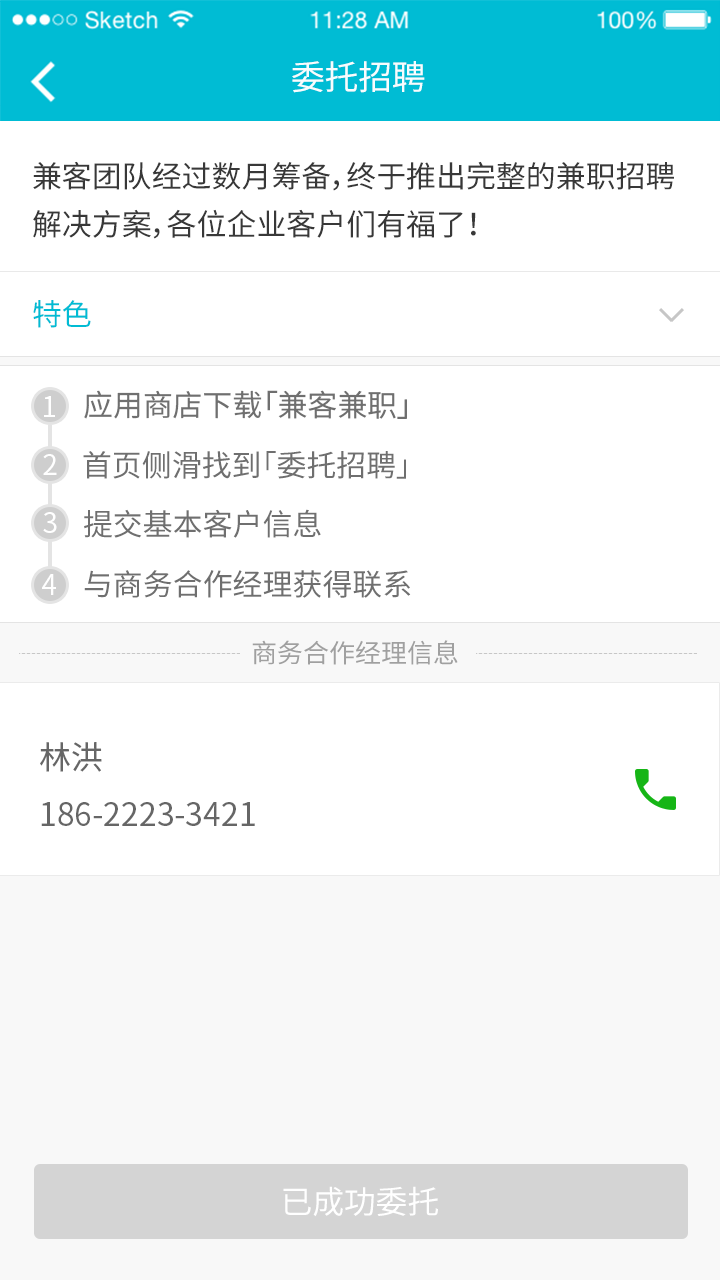 Sketch 11:28 AM 100%
委托招聘
兼客团队经过数月筹备,终于推出完整的兼职招聘
解决方案,各位企业客户们有福了!
特色
1 应用商店下载「兼客兼职」
2 首页侧滑找到「委托招聘」
3 提交基本客户信息
4 与商务合作经理获得联系
商务合作经理信息
林洪
186-2223-3421
已成功委托